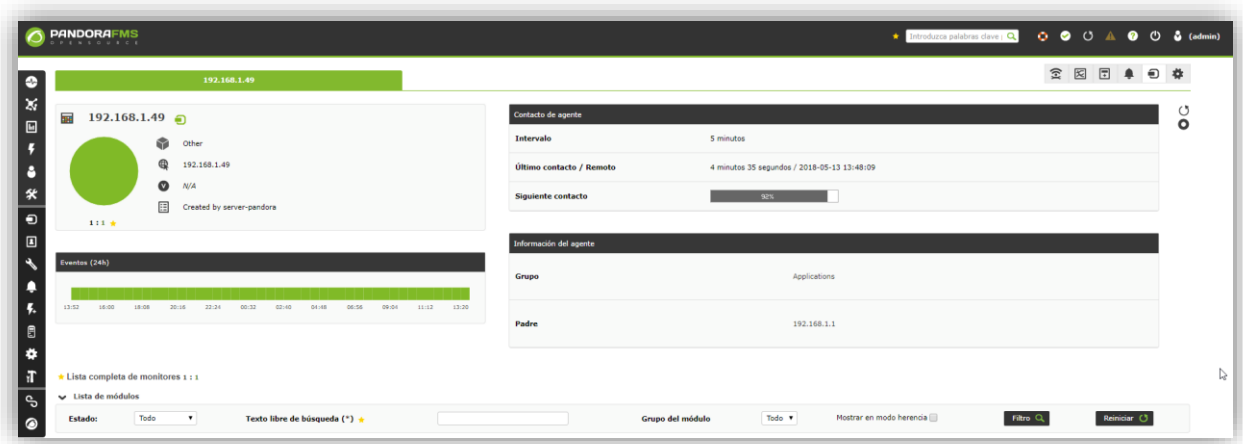 PANDORAFMS
OPENSOURCE
Introduzca palabras clave
(admin)
192.168.1.49
192.168.1.49
Other
192.168.1.49
N/A
Created by server-pandora
1 : 1
Eventos (24h)
13:52 16:00 18:08 20:16 22:24 00:32 02:40 04:48 06:56 09:04 11:12 13:20
Contacto de agente
Intervalo 5 minutos
Último contacto / Remoto 4 minutos 35 segundos / 2018-05-13 13:48:09
Siguiente contacto 92%
Información del agente
Grupo Applications
Padre 192.168.1.1
Lista completa de monitores 1 : 1
Lista de módulos
Estado: Todo Texto libre de búsqueda (*) Grupo del módulo Todo Mostrar en modo herencia Filtro Reiniciar